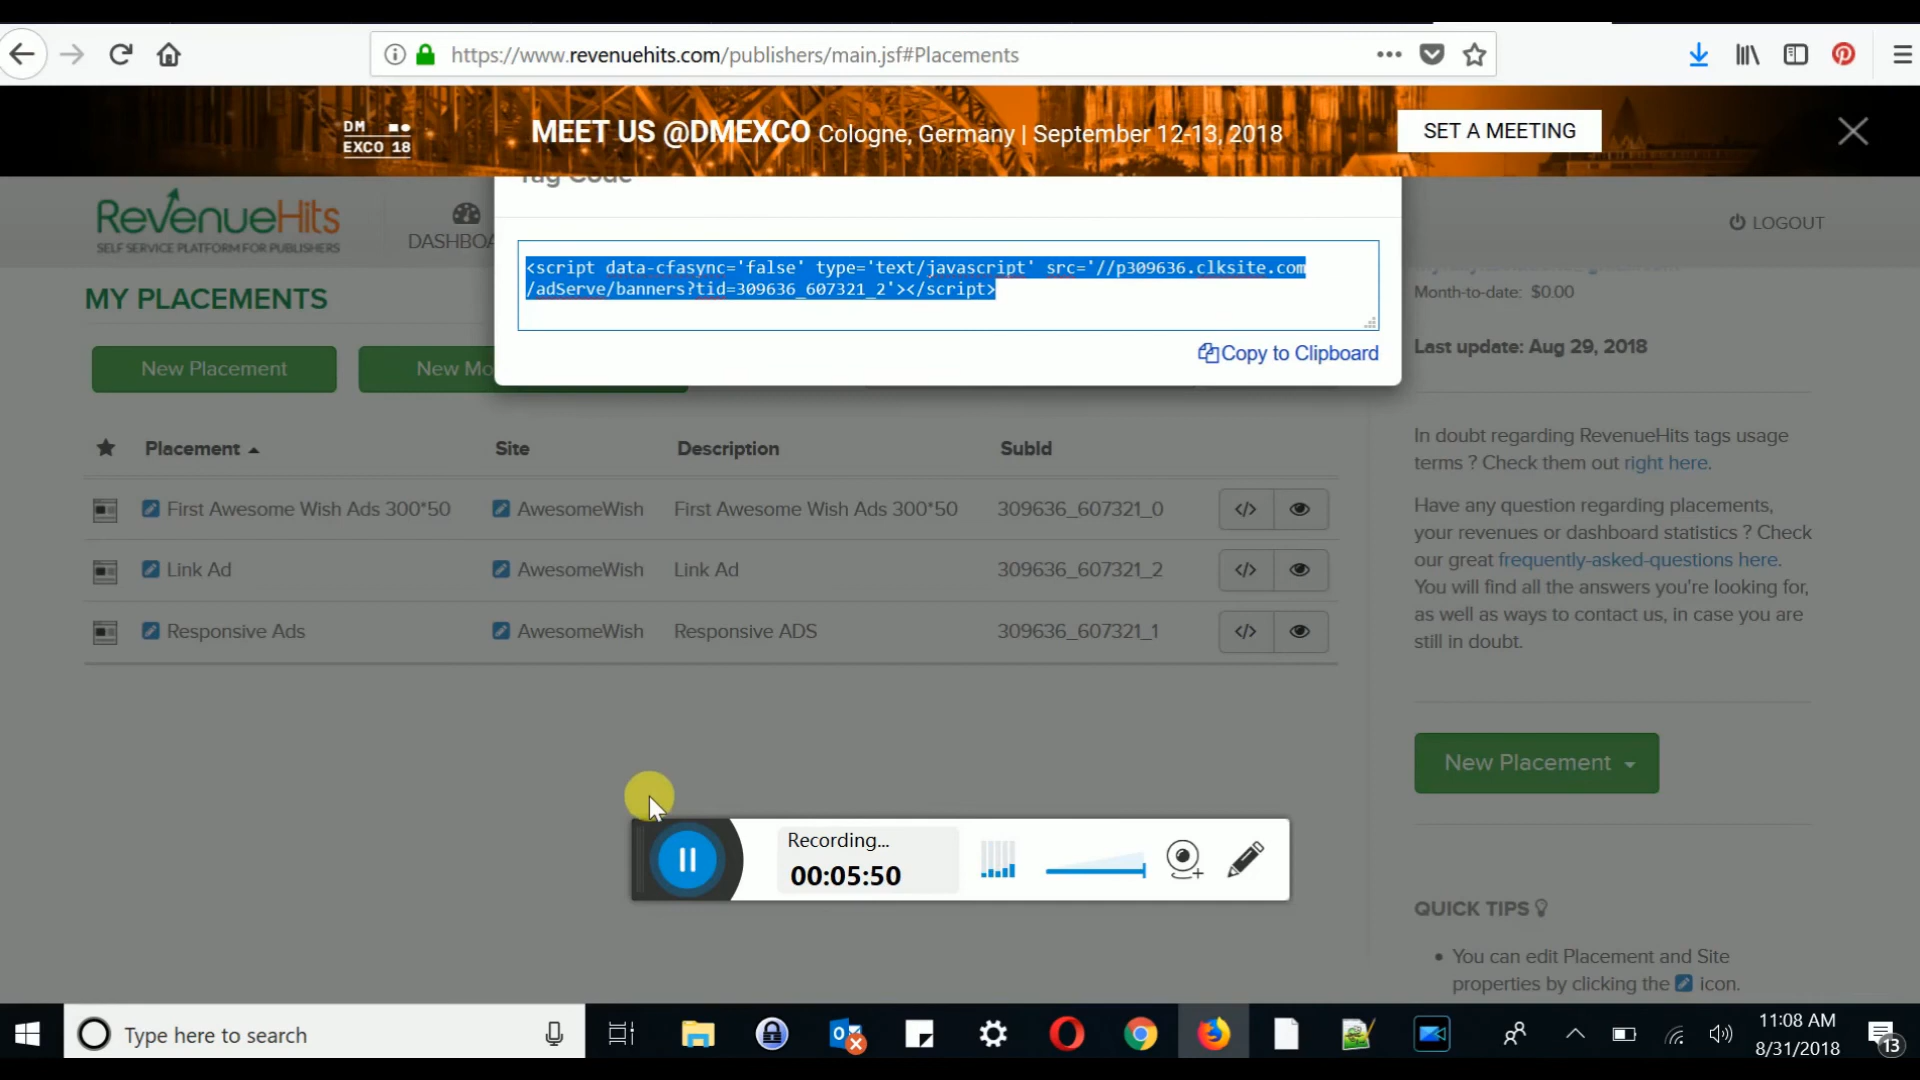 https://www.revenuehits.com/publishers/main.jsf#Placements
DM
EXCO 18
MEET US @DMEXCO Cologne, Germany | September 12-13, 2018
SET A MEETING
Tag Code
REVENUEHITS
SELF SERVICE PLATFORM FOR PUBLISHERS
DASHBOA
LOGOUT
<script data-cfasync='false' type='text/javascript' src='//p309636.clksite.com
/adServe/banners?tid=309636_607321_2'></script>
Copy to Clipboard
MY PLACEMENTS
New Placement
New Mo
Month-to-date: $0.00
Last update: Aug 29, 2018
Placement Site Description SubId
First Awesome Wish Ads 300*50 AwesomeWish First Awesome Wish Ads 300*50 309636_607321_0 </>
Link Ad AwesomeWish Link Ad 309636_607321_2 </>
Responsive Ads AwesomeWish Responsive ADS 309636_607321_1 </>
In doubt regarding RevenueHits tags usage
terms ? Check them out right here.
Have any question regarding placements,
your revenues or dashboard statistics ? Check
our great frequently-asked-questions here.
You will find all the answers you're looking for,
as well as ways to contact us, in case you are
still in doubt.
New Placement
Recording...
00:05:50
QUICK TIPS
You can edit Placement and Site
properties by clicking the icon.
Type here to search
11:08 AM
8/31/2018
13